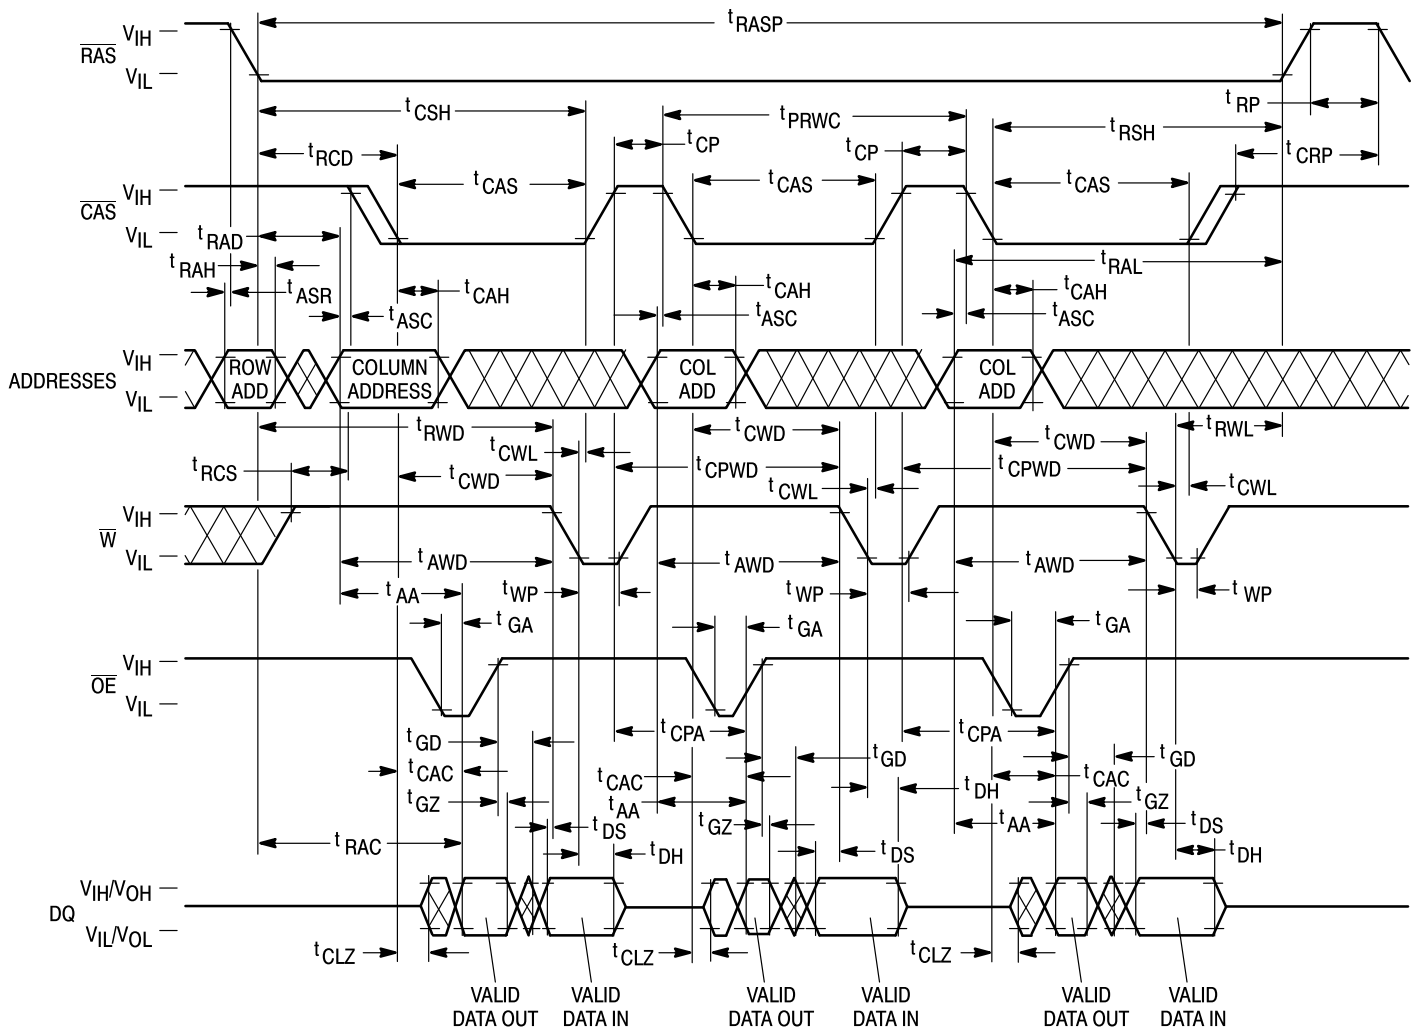 tRASP
RAS VIH
VIL
tCSH
tPRWC
tRP
tRSH
tRCD
tCP
tCP
tCRP
CAS VIH
tCAS
tCAS
tCAS
VIL
tRAD
tRAH
tRAL
tASR
tCAH
tCAH
tCAH
tASC
tASC
tASC
ADDRESSES VIH
VIL
ROW ADD
COLUMN ADDRESS
COL ADD
COL ADD
tRWD
tCWL
tCWD
tCWD
tRWL
tRCS
tCWD
tCPWD
tCPWD
tCWL
tCWL
W VIH
VIL
tAWD
tAWD
tAWD
tAA
tWP
tWP
tWP
tGA
tGA
tGA
OE VIH
VIL
tCPA
tCPA
tGD
tGD
tGD
tCAC
tCAC
tCAC
tDH
tGZ
tAA
tGZ
tRAC
tDS
tGZ
tAA
tDS
tDH
tDS
tDH
DQ VIH/VOH
VIL/VOL
tCLZ
tCLZ
tCLZ
VALID DATA OUT
VALID DATA IN
VALID DATA OUT
VALID DATA IN
VALID DATA OUT
VALID DATA IN